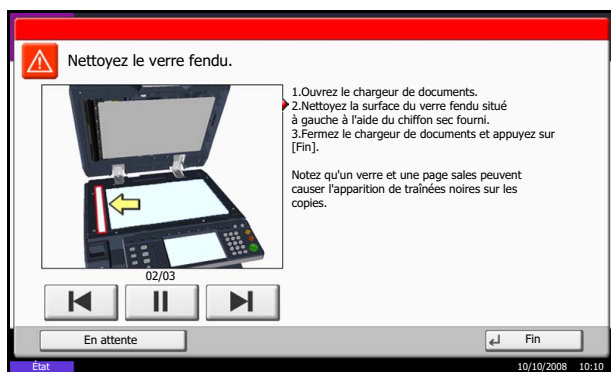 Nettoyez le verre fendu.
1.Ouvrez le chargeur de documents.
2.Nettoyez la surface du verre fendu situé
à gauche à l'aide du chiffon sec fourni.
3.Fermez le chargeur de documents et appuyez sur
[Fin].
Notez qu'un verre et une page sales peuvent
causer l'apparition de traînées noires sur les
copies.
02/03
En attente
Fin
État
10/10/2008 10:10